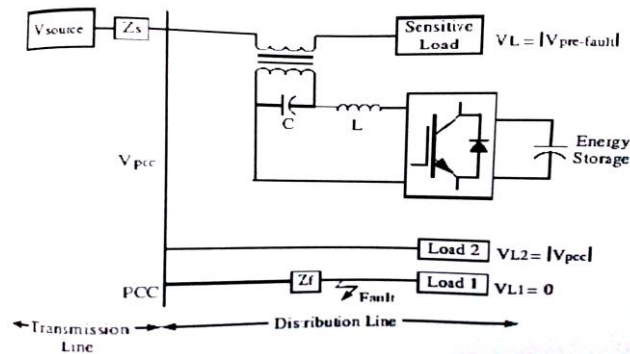 Vsource
Zs
Sensitive
Load
VL = |Vpre-fault|
C
L
Energy
Storage
Vpcc
Load 2
VL2 = |Vpcc|
PCC
Zf
Fault
Load 1
VL1 = 0
Transmission
Line
Distribution Line